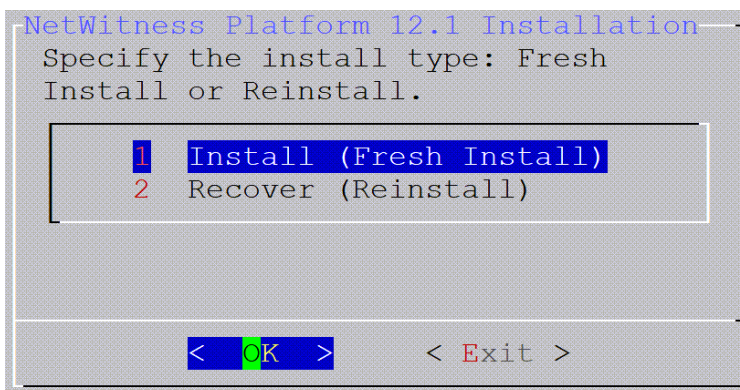 NetWitness Platform 12.1 Installation
Specify the install type: Fresh
Install or Reinstall.
1 Install (Fresh Install)
2 Recover (Reinstall)
< OK > < Exit >